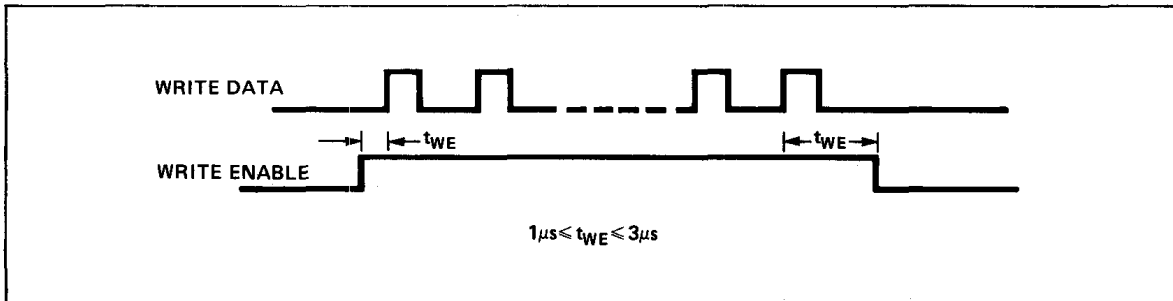 WRITE DATA
tWE
tWE
WRITE ENABLE
1μs ≤ tWE ≤ 3μs